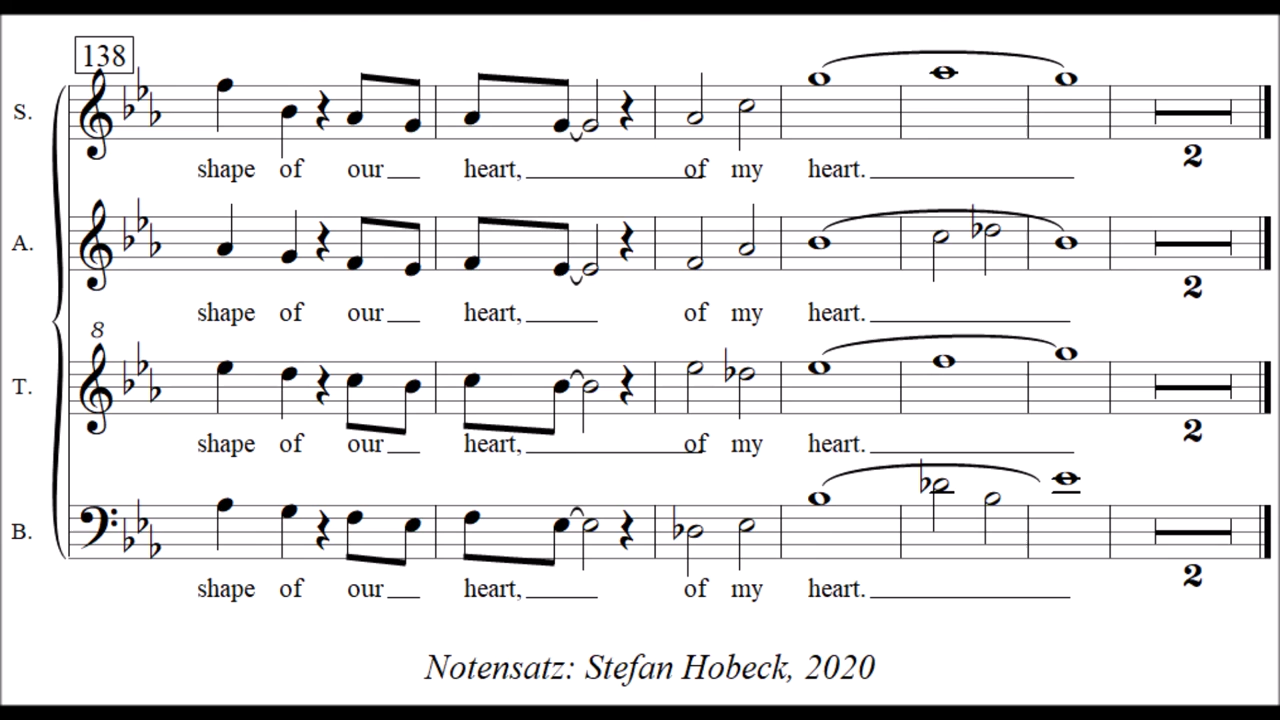 138
S.
shape of our heart, of my heart.
2
A.
shape of our heart, of my heart.
2
8
T.
shape of our heart, of my heart.
2
B.
shape of our heart, of my heart.
2
Notensatz: Stefan Hobeck, 2020